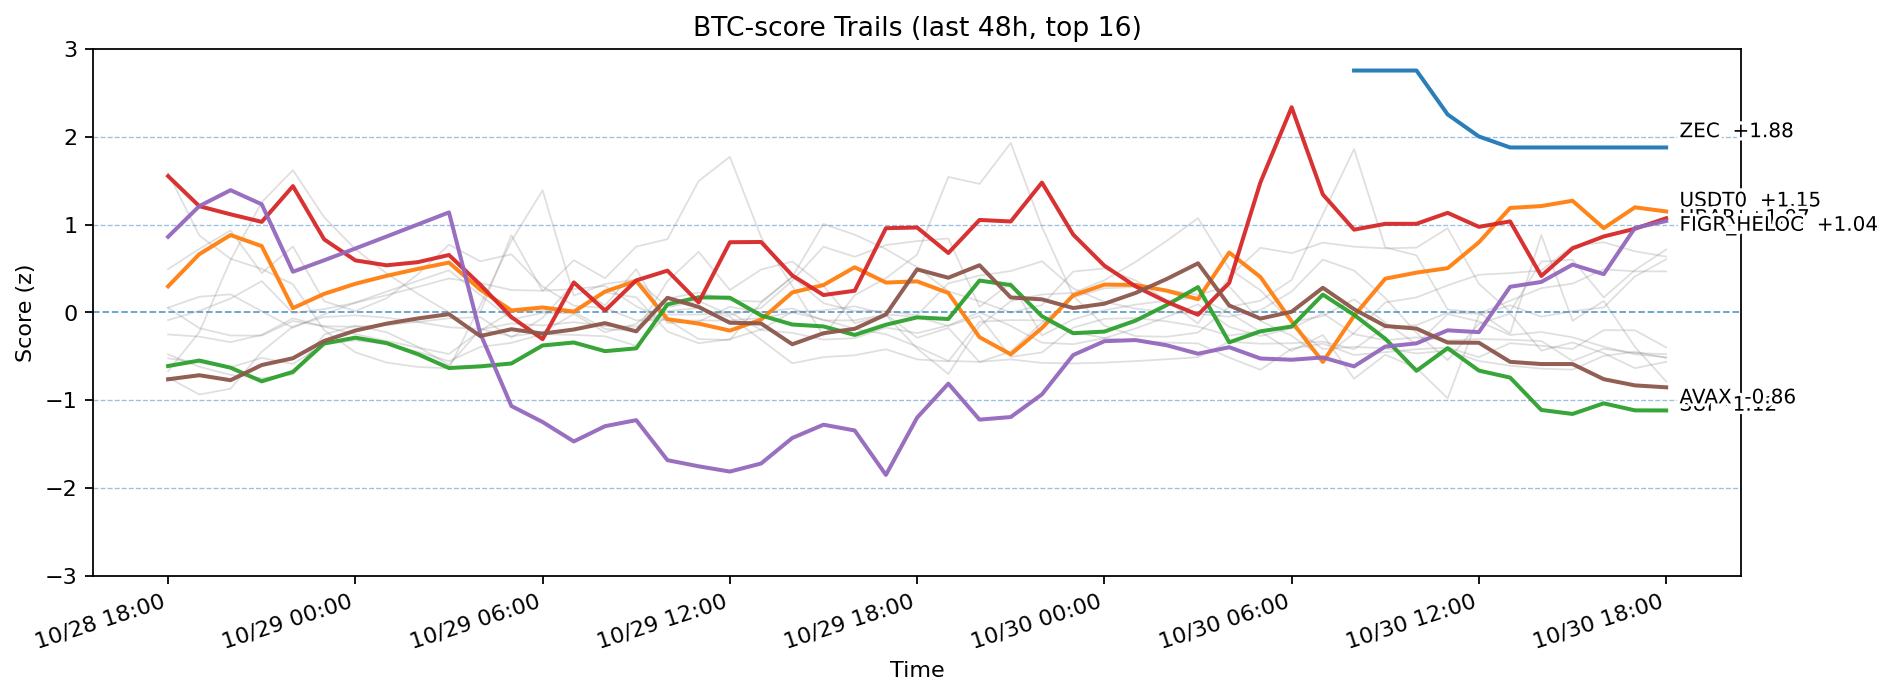 BTC-score Trails (last 48h, top 16)
Score (z)
3
2
1
0
−1
−2
−3
ZEC +1.88
USDT0 +1.15
FIGR_HELOC +1.04
AVAX -0.86
10/28 18:00
10/29 00:00
10/29 06:00
10/29 12:00
10/29 18:00
10/30 00:00
10/30 06:00
10/30 12:00
10/30 18:00
Time